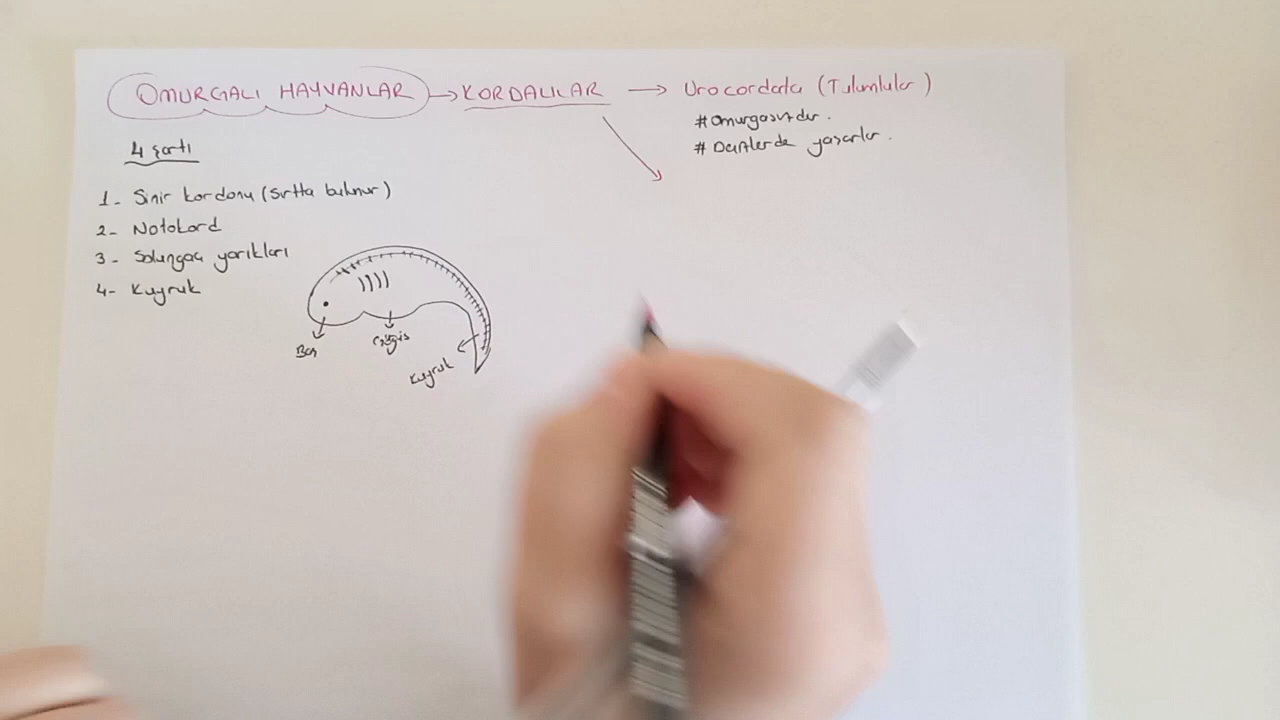 OMURGALI HAYVANLAR → KORDALILAR → Urocordata (Tulumlular)
#Omurgasızdır.
# Denizlerde yaşarlar.
4 şartı
1- Sinir kordonu (Sırtta bulunur)
2- Notokord
3- Solungaç yarıkları
4- Kuyruk
Baş
Göğüs
Kuyruk